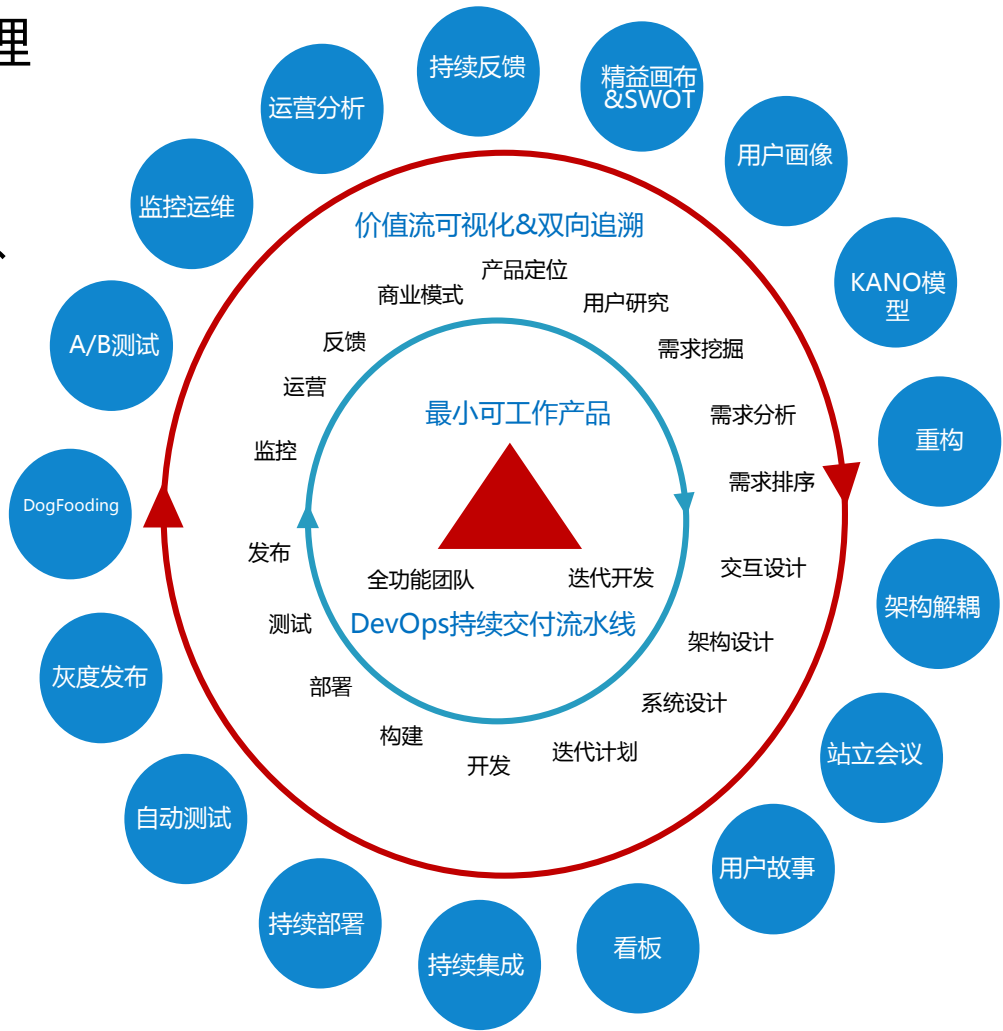 理
、
持续反馈
精益画布
&SWOT
用户画像
KANO模
型
重构
架构解耦
站立会议
用户故事
看板
持续集成
持续部署
自动测试
灰度发布
DogFooding
A/B测试
监控运维
运营分析
价值流可视化&双向追溯
产品定位
用户研究
需求挖掘
需求分析
需求排序
交互设计
架构设计
系统设计
迭代计划
开发
构建
部署
测试
发布
监控
运营
反馈
商业模式
最小可工作产品
全功能团队
迭代开发
DevOps持续交付流水线